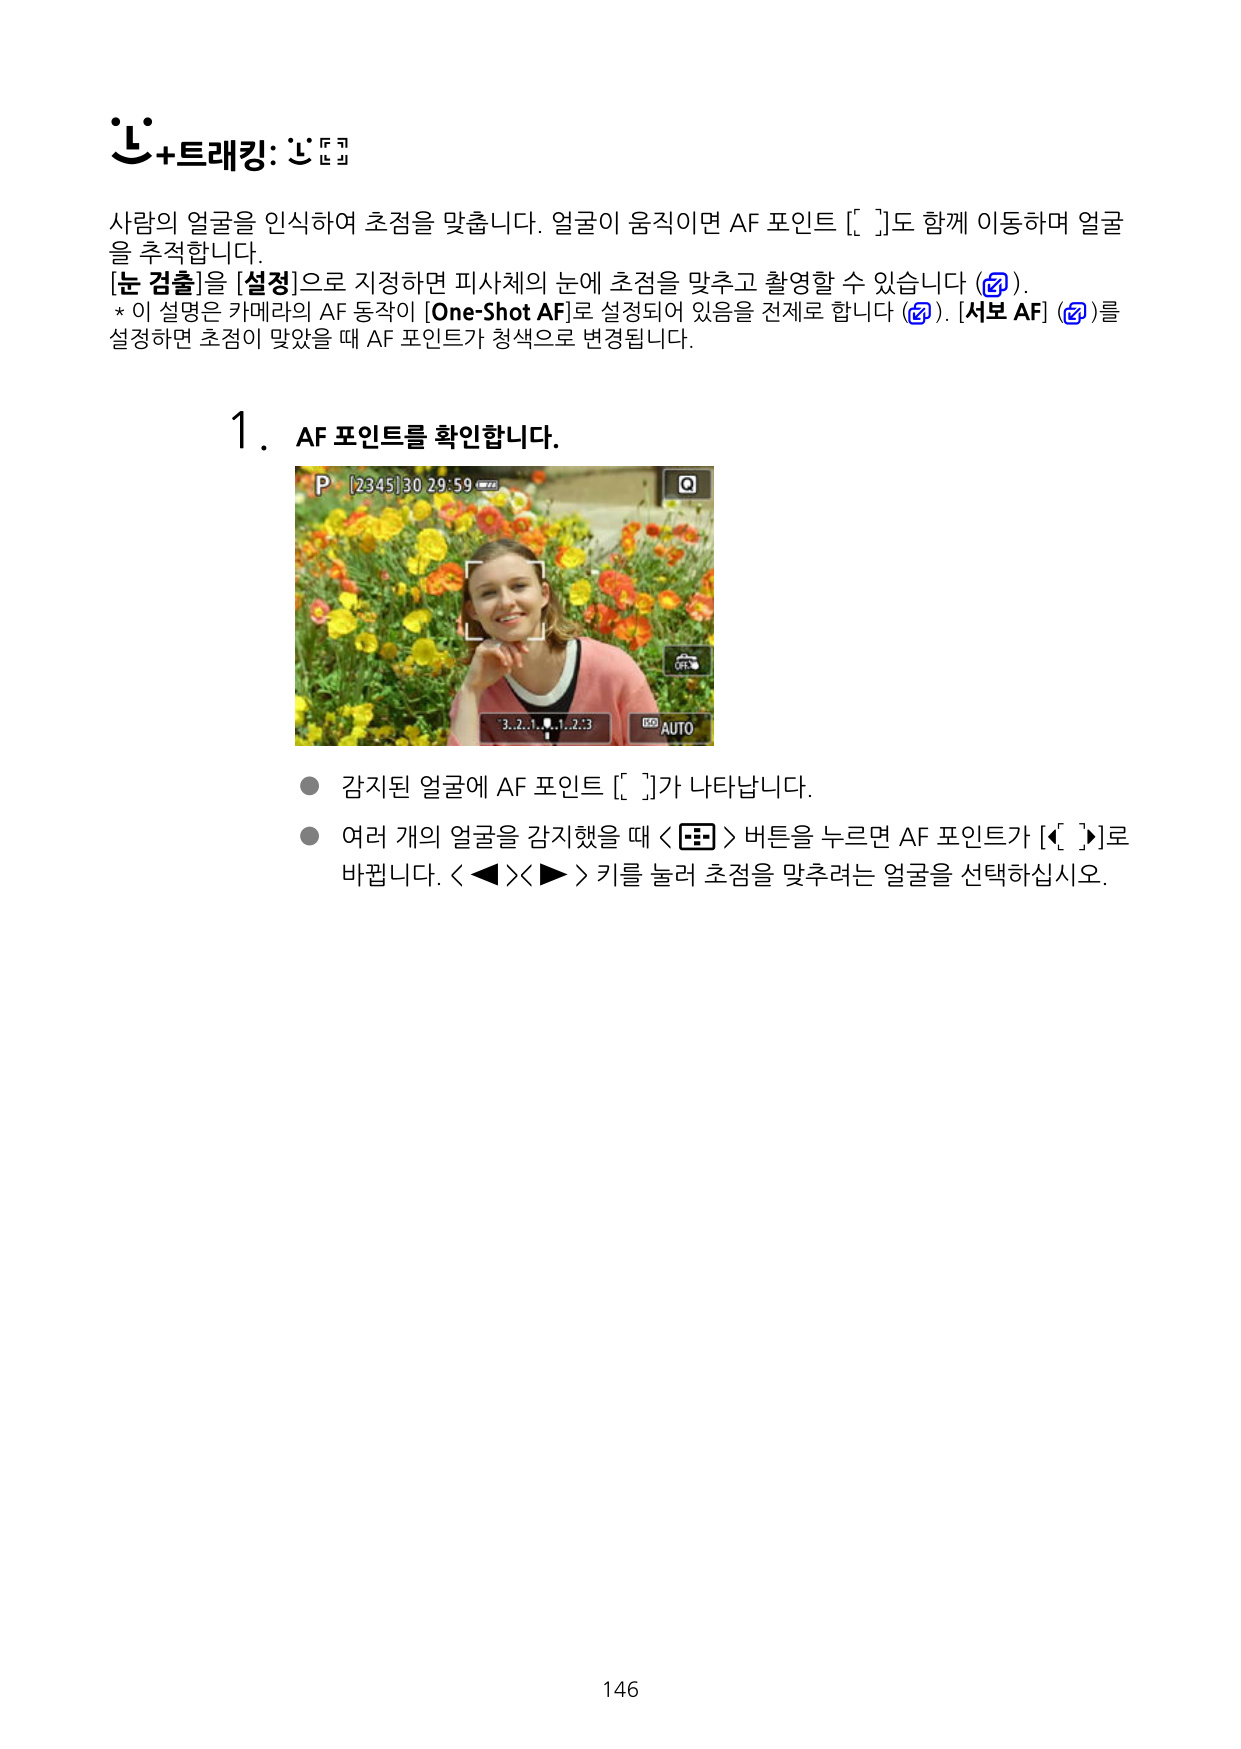 +트래킹:
사람의 얼굴을 인식하여 초점을 맞춥니다. 얼굴이 움직이면 AF 포인트 [ ]도 함께 이동하며 얼굴
을 추적합니다.
[눈 검출]을 [설정]으로 지정하면 피사체의 눈에 초점을 맞추고 촬영할 수 있습니다 ( ).
* 이 설명은 카메라의 AF 동작이 [One-Shot AF]로 설정되어 있음을 전제로 합니다 ( ). [서보 AF] ( )를
설정하면 초점이 맞았을 때 AF 포인트가 청색으로 변경됩니다.
1. AF 포인트를 확인합니다.
P [2345]30 29:59 Q
OFF
3..2..1..0..1..2..3 ISO AUTO
● 감지된 얼굴에 AF 포인트 [ ]가 나타납니다.
● 여러 개의 얼굴을 감지했을 때 < > 버튼을 누르면 AF 포인트가 [ ]로
바뀝니다. <◀><▶> 키를 눌러 초점을 맞추려는 얼굴을 선택하십시오.
146